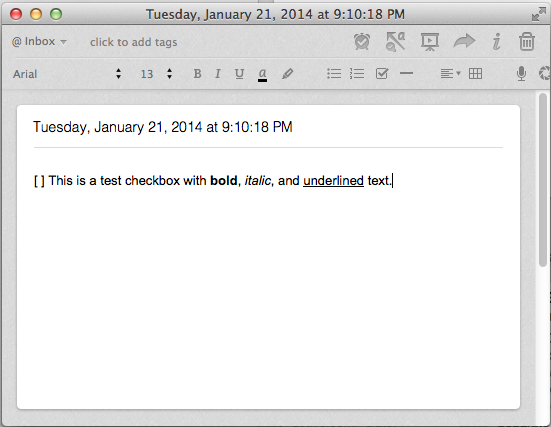 Tuesday, January 21, 2014 at 9:10:18 PM
@ Inbox click to add tags
Arial 13 B I U a
Tuesday, January 21, 2014 at 9:10:18 PM
[ ] This is a test checkbox with bold, italic, and underlined text.